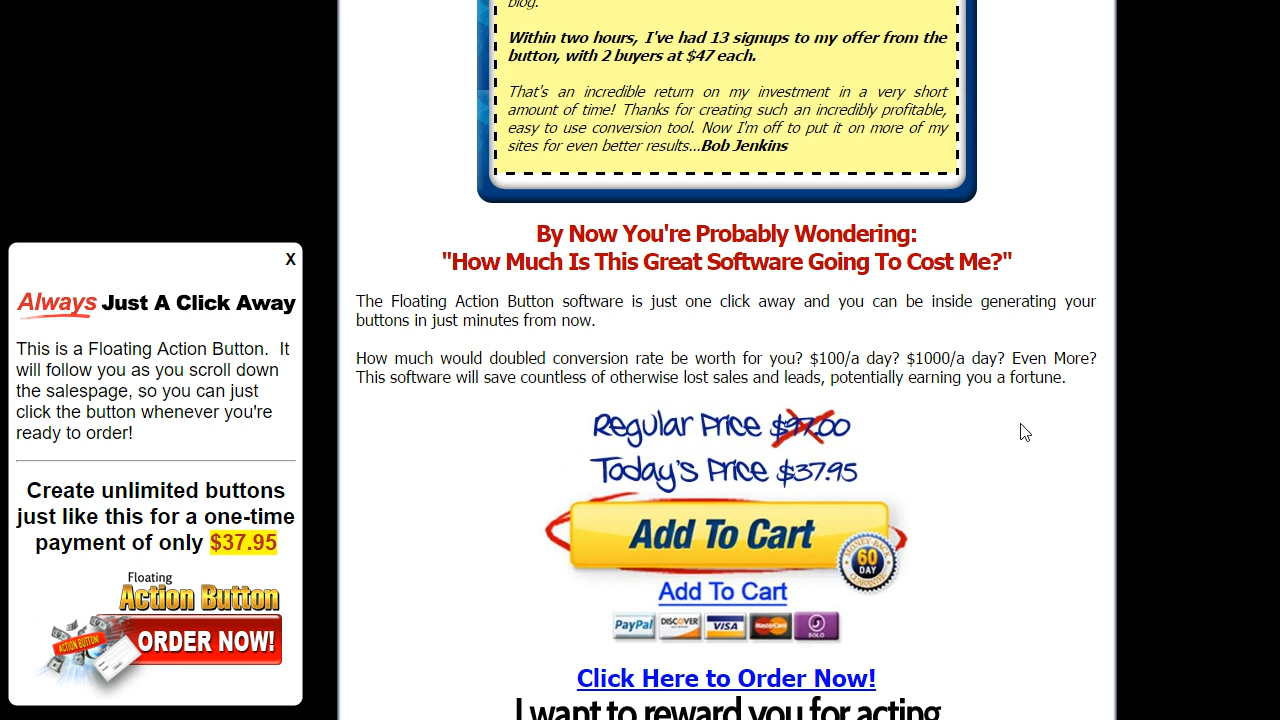 blog.
Within two hours, I've had 13 signups to my offer from the
button, with 2 buyers at $47 each.
That's an incredible return on my investment in a very short
amount of time! Thanks for creating such an incredibly profitable,
easy to use conversion tool. Now I'm off to put it on more of my
sites for even better results...Bob Jenkins
By Now You're Probably Wondering:
"How Much Is This Great Software Going To Cost Me?"
The Floating Action Button software is just one click away and you can be inside generating your
buttons in just minutes from now.
How much would doubled conversion rate be worth for you? $100/a day? $1000/a day? Even More?
This software will save countless of otherwise lost sales and leads, potentially earning you a fortune.
Regular Price $97.00
Today's Price $37.95
Add To Cart
MONEY-BACK
60
DAY
GUARANTEE
Add To Cart
PayPal DISCOVER VISA MasterCard SOLO
Click Here to Order Now!
I want to reward you for acting
X
Always Just A Click Away
This is a Floating Action Button. It
will follow you as you scroll down
the salespage, so you can just
click the button whenever you're
ready to order!
Create unlimited buttons
just like this for a one-time
payment of only $37.95
Floating
Action Button
ACTION BUTTON!
ORDER NOW!